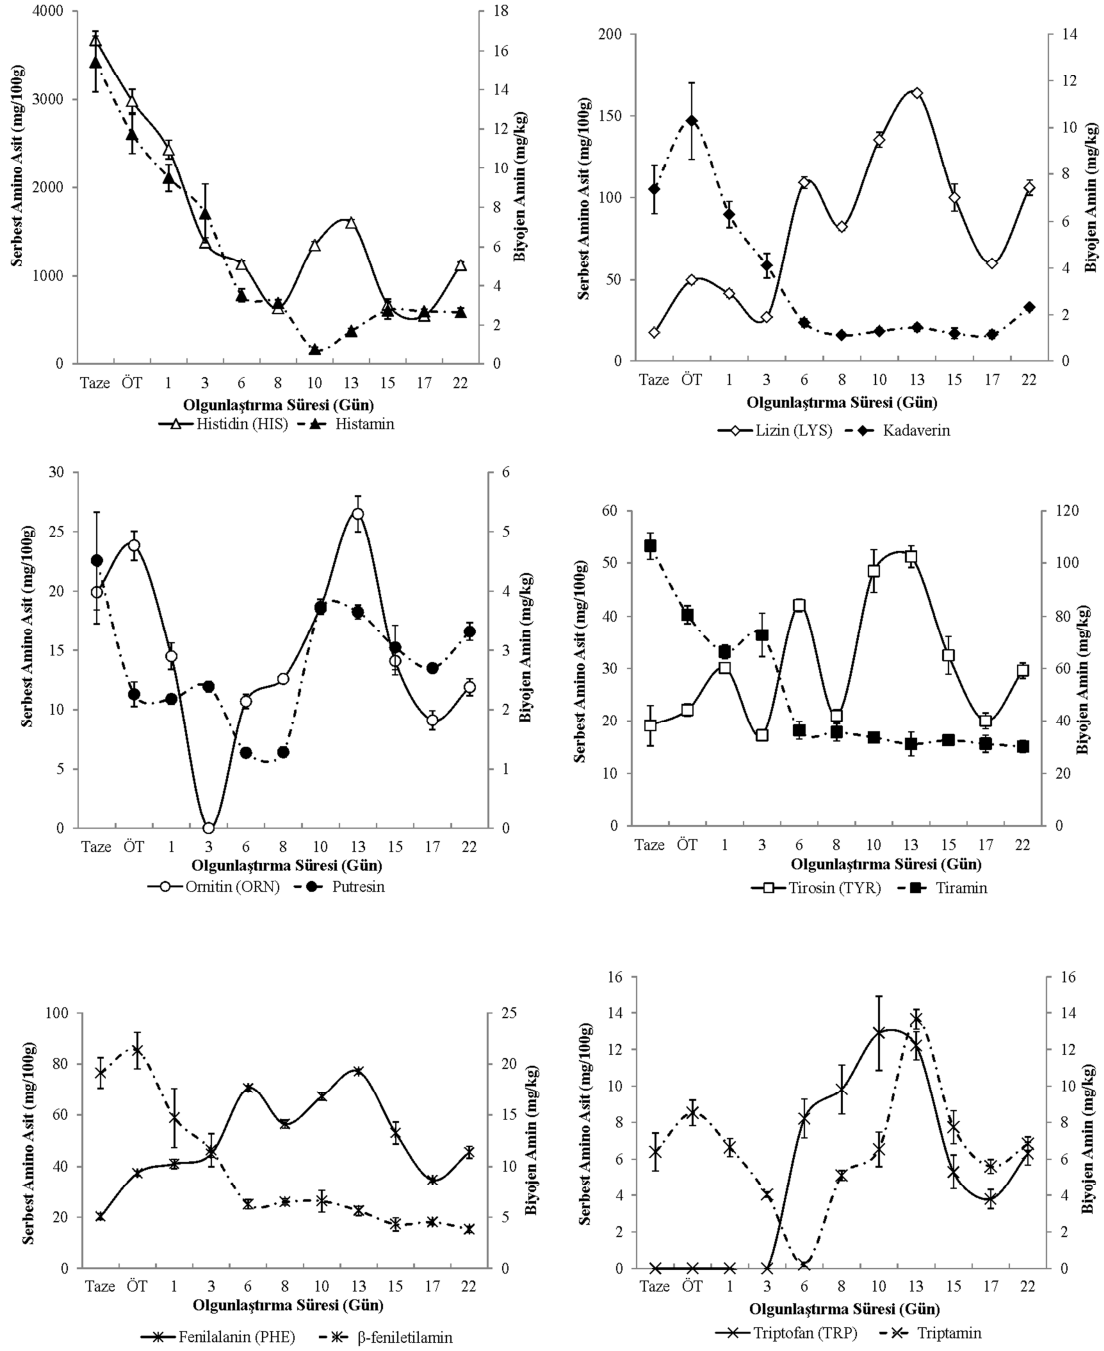 4000
3000
2000
1000
0
Serbest Amino Asit (mg/100g)
18
16
14
12
10
8
6
4
2
0
Biyojen Amin (mg/kg)
Taze ÖT 1 3 6 8 10 13 15 17 22
Olgunlaştırma Süresi (Gün)
Histidin (HIS) Histamin
200
150
100
50
0
Serbest Amino Asit (mg/100g)
14
12
10
8
6
4
2
0
Biyojen Amin (mg/kg)
Taze ÖT 1 3 6 8 10 13 15 17 22
Olgunlaştırma Süresi (Gün)
Lizin (LYS) Kadaverin
30
25
20
15
10
5
0
Serbest Amino Asit (mg/100g)
6
5
4
3
2
1
0
Biyojen Amin (mg/kg)
Taze ÖT 1 3 6 8 10 13 15 17 22
Olgunlaştırma Süresi (Gün)
Ornitin (ORN) Putresin
60
50
40
30
20
10
0
Serbest Amino Asit (mg/100g)
120
100
80
60
40
20
0
Biyojen Amin (mg/kg)
Taze ÖT 1 3 6 8 10 13 15 17 22
Olgunlaştırma Süresi (Gün)
Tirosin (TYR) Tiramin
100
80
60
40
20
0
Serbest Amino Asit (mg/100g)
25
20
15
10
5
0
Biyojen Amin (mg/kg)
Taze ÖT 1 3 6 8 10 13 15 17 22
Olgunlaştırma Süresi (Gün)
Fenilalanin (PHE) β-feniletilamin
16
14
12
10
8
6
4
2
0
Serbest Amino Asit (mg/100g)
16
14
12
10
8
6
4
2
0
Biyojen Amin (mg/kg)
Taze ÖT 1 3 6 8 10 13 15 17 22
Olgunlaştırma Süresi (Gün)
Triptofan (TRP) Triptamin